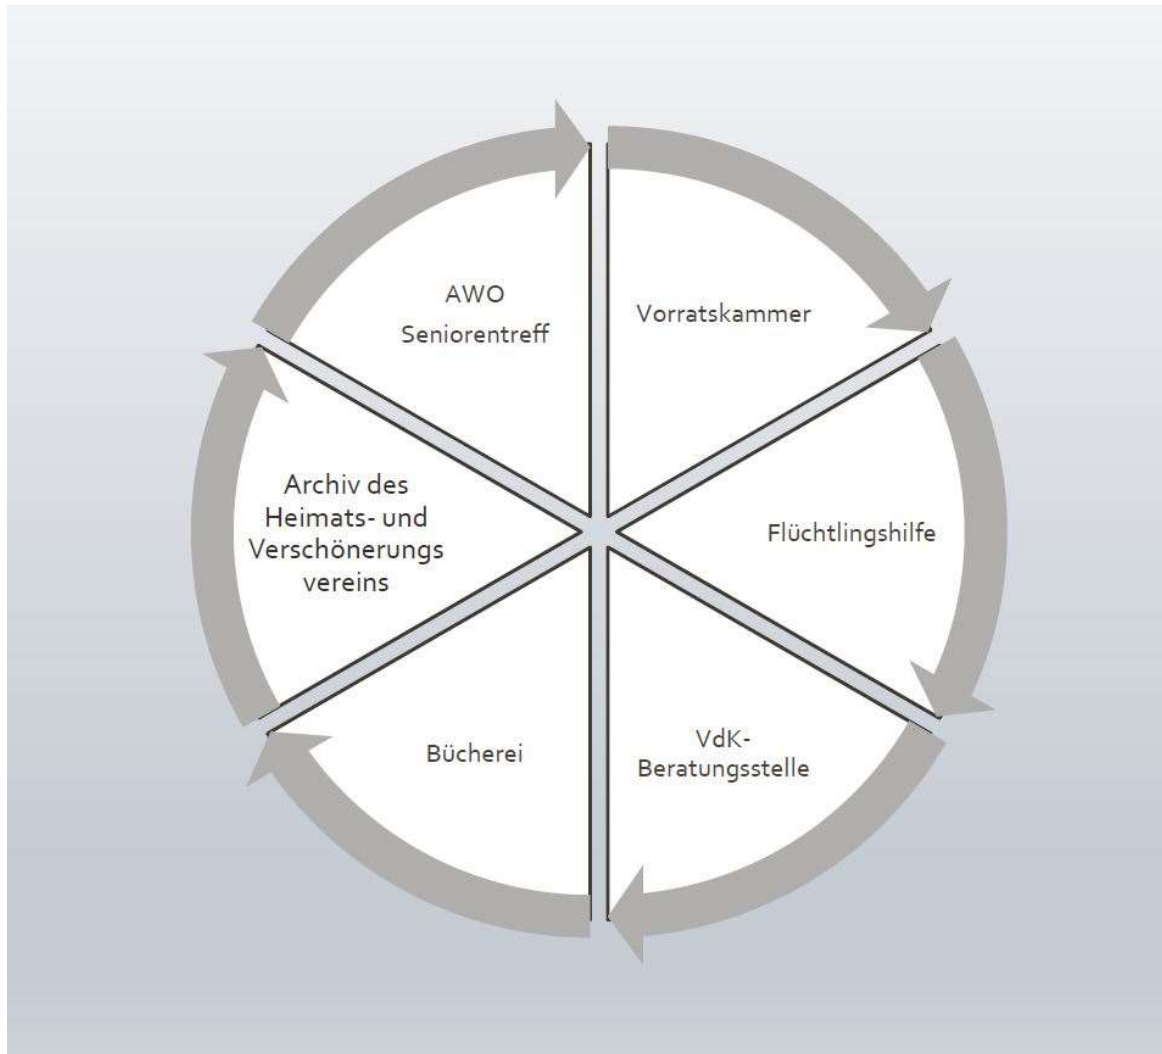 AWO
Seniorentreff
Vorratskammer
Flüchtlingshilfe
VdK-
Beratungsstelle
Bücherei
Archiv des
Heimats- und
Verschönerungs
vereins